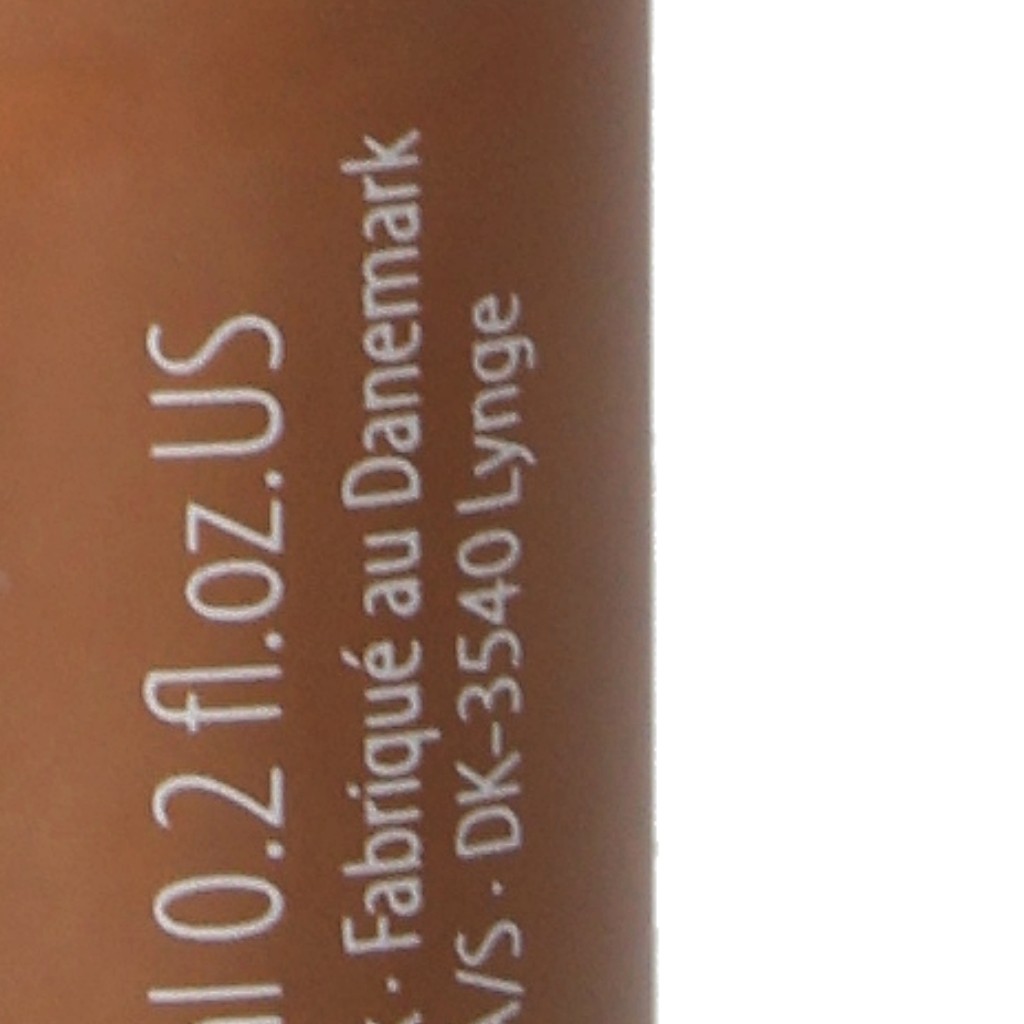 0.2 fl.oz.US
· Fabriqué au Danemark
A/S · DK-3540 Lynge